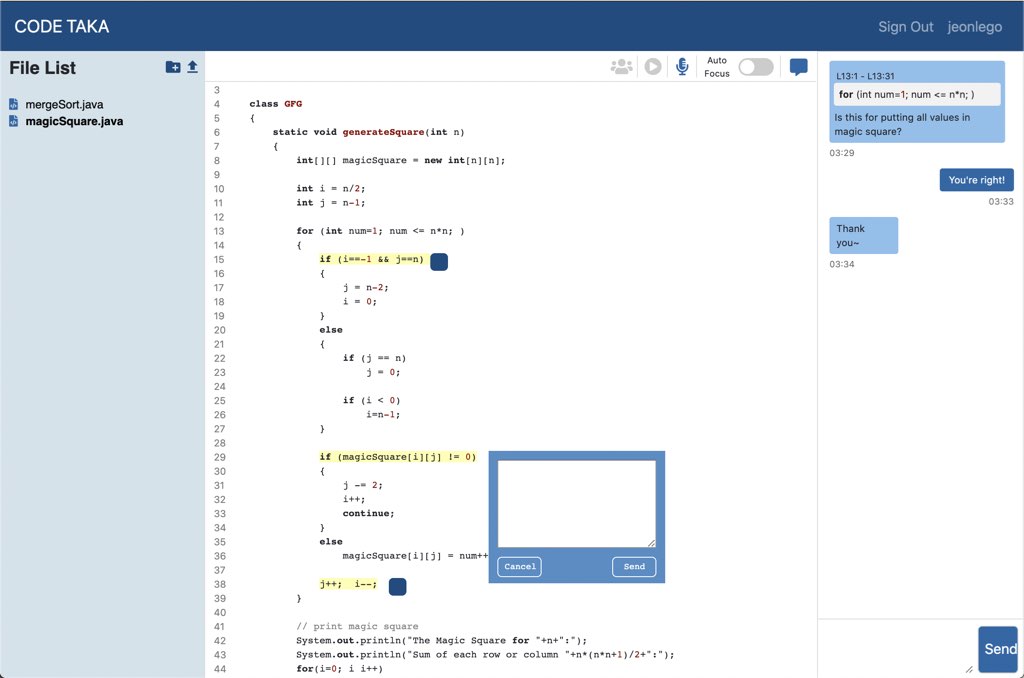 CODE TAKA
Sign Out jeonlego
File List
mergeSort.java
magicSquare.java
Auto
Focus
3
4 class GFG
5 {
6 static void generateSquare(int n)
7 {
8 int[][] magicSquare = new int[n][n];
9
10 int i = n/2;
11 int j = n-1;
12
13 for (int num=1; num <= n*n; )
14 {
15 if (i==-1 && j==n)
16 {
17 j = n-2;
18 i = 0;
19 }
20 else
21 {
22 if (j == n)
23 j = 0;
24
25 if (i < 0)
26 i=n-1;
27 }
28
29 if (magicSquare[i][j] != 0)
30 {
31 j -= 2;
32 i++;
33 continue;
34 }
35 else
36 magicSquare[i][j] = num++
37
38 j++; i--;
39 }
40
41 // print magic square
42 System.out.println("The Magic Square for "+n+":");
43 System.out.println("Sum of each row or column "+n*(n*n+1)/2+":");
44 for(i=0; i i++)
Cancel Send
L13:1 - L13:31
for (int num=1; num <= n*n; )
Is this for putting all values in
magic square?
03:29
You're right!
03:33
Thank
you~
03:34
Send